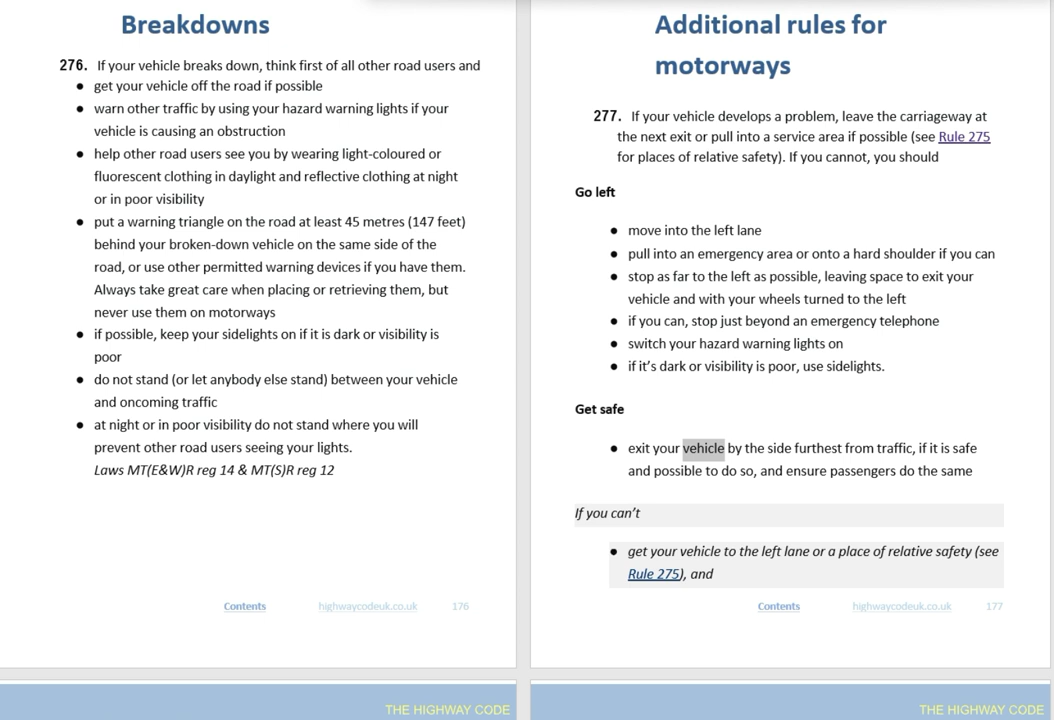 Breakdowns
276. If your vehicle breaks down, think first of all other road users and
● get your vehicle off the road if possible
● warn other traffic by using your hazard warning lights if your
vehicle is causing an obstruction
● help other road users see you by wearing light-coloured or
fluorescent clothing in daylight and reflective clothing at night
or in poor visibility
● put a warning triangle on the road at least 45 metres (147 feet)
behind your broken-down vehicle on the same side of the
road, or use other permitted warning devices if you have them.
Always take great care when placing or retrieving them, but
never use them on motorways
● if possible, keep your sidelights on if it is dark or visibility is
poor
● do not stand (or let anybody else stand) between your vehicle
and oncoming traffic
● at night or in poor visibility do not stand where you will
prevent other road users seeing your lights.
Laws MT(E&W)R reg 14 & MT(S)R reg 12
Contents highwaycodeuk.co.uk 176
THE HIGHWAY CODE
Additional rules for
motorways
277. If your vehicle develops a problem, leave the carriageway at
the next exit or pull into a service area if possible (see Rule 275
for places of relative safety). If you cannot, you should
Go left
● move into the left lane
● pull into an emergency area or onto a hard shoulder if you can
● stop as far to the left as possible, leaving space to exit your
vehicle and with your wheels turned to the left
● if you can, stop just beyond an emergency telephone
● switch your hazard warning lights on
● if it’s dark or visibility is poor, use sidelights.
Get safe
● exit your vehicle by the side furthest from traffic, if it is safe
and possible to do so, and ensure passengers do the same
If you can’t
● get your vehicle to the left lane or a place of relative safety (see
Rule 275), and
Contents highwaycodeuk.co.uk 177
THE HIGHWAY CODE